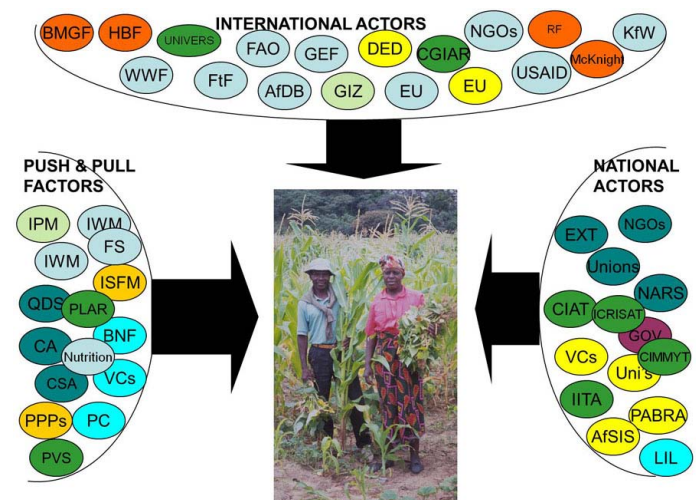 INTERNATIONAL ACTORS
BMGF
HBF
UNIVERS
FAO
GEF
DED
CGIAR
NGOs
RF
KfW
WWF
FtF
AfDB
GIZ
EU
EU
USAID
McKnight
PUSH & PULL
FACTORS
IPM
IWM
IWM
FS
ISFM
QDS
PLAR
BNF
CA
Nutrition
CSA
VCs
PPPs
PC
PVS
NATIONAL
ACTORS
EXT
NGOs
Unions
NARS
CIAT
ICRISAT
GOV
CIMMYT
VCs
Uni's
IITA
PABRA
AfSIS
LIL